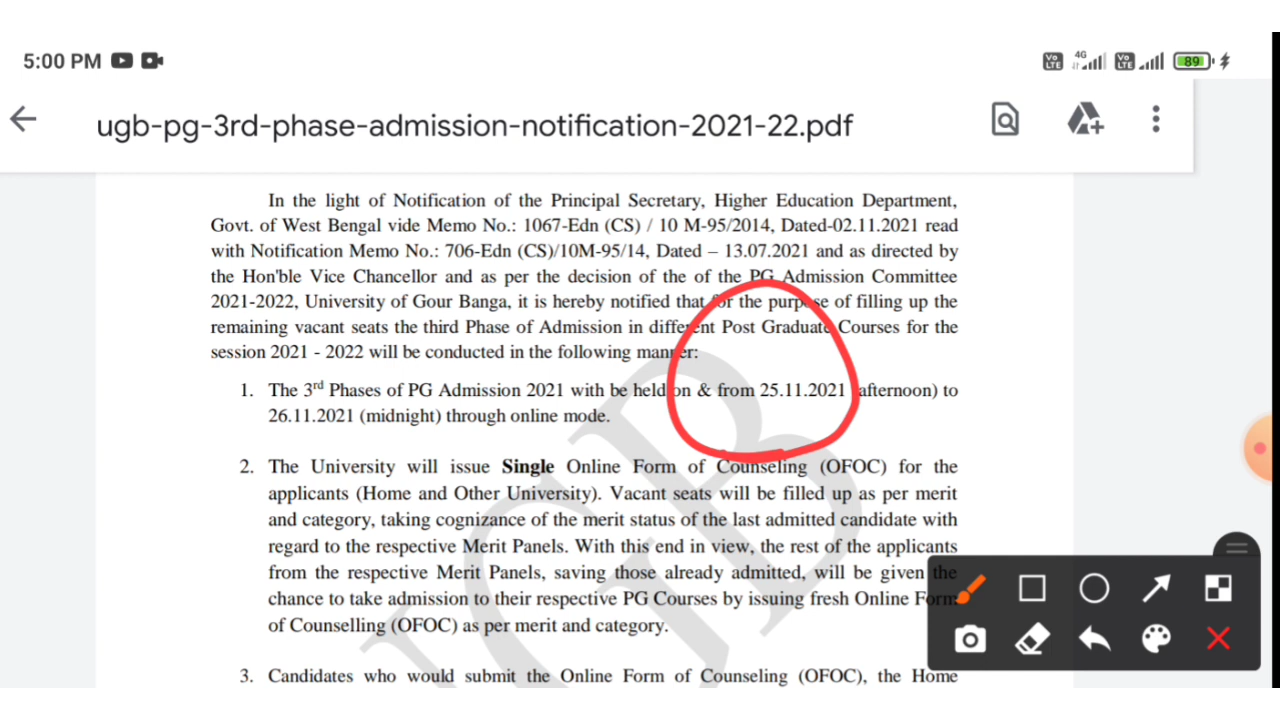 5:00 PM
VoLTE 4G VoLTE 89
ugb-pg-3rd-phase-admission-notification-2021-22.pdf
In the light of Notification of the Principal Secretary, Higher Education Department,
Govt. of West Bengal vide Memo No.: 1067-Edn (CS) / 10 M-95/2014, Dated-02.11.2021 read
with Notification Memo No.: 706-Edn (CS)/10M-95/14, Dated – 13.07.2021 and as directed by
the Hon'ble Vice Chancellor and as per the decision of the of the PG Admission Committee
2021-2022, University of Gour Banga, it is hereby notified that for the purpose of filling up the
remaining vacant seats the third Phase of Admission in different Post Graduate Courses for the
session 2021 - 2022 will be conducted in the following manner:
1. The 3rd Phases of PG Admission 2021 with be held on & from 25.11.2021 (afternoon) to
26.11.2021 (midnight) through online mode.
2. The University will issue Single Online Form of Counseling (OFOC) for the
applicants (Home and Other University). Vacant seats will be filled up as per merit
and category, taking cognizance of the merit status of the last admitted candidate with
regard to the respective Merit Panels. With this end in view, the rest of the applicants
from the respective Merit Panels, saving those already admitted, will be given the
chance to take admission to their respective PG Courses by issuing fresh Online Form
of Counselling (OFOC) as per merit and category.
3. Candidates who would submit the Online Form of Counseling (OFOC), the Home
UGB